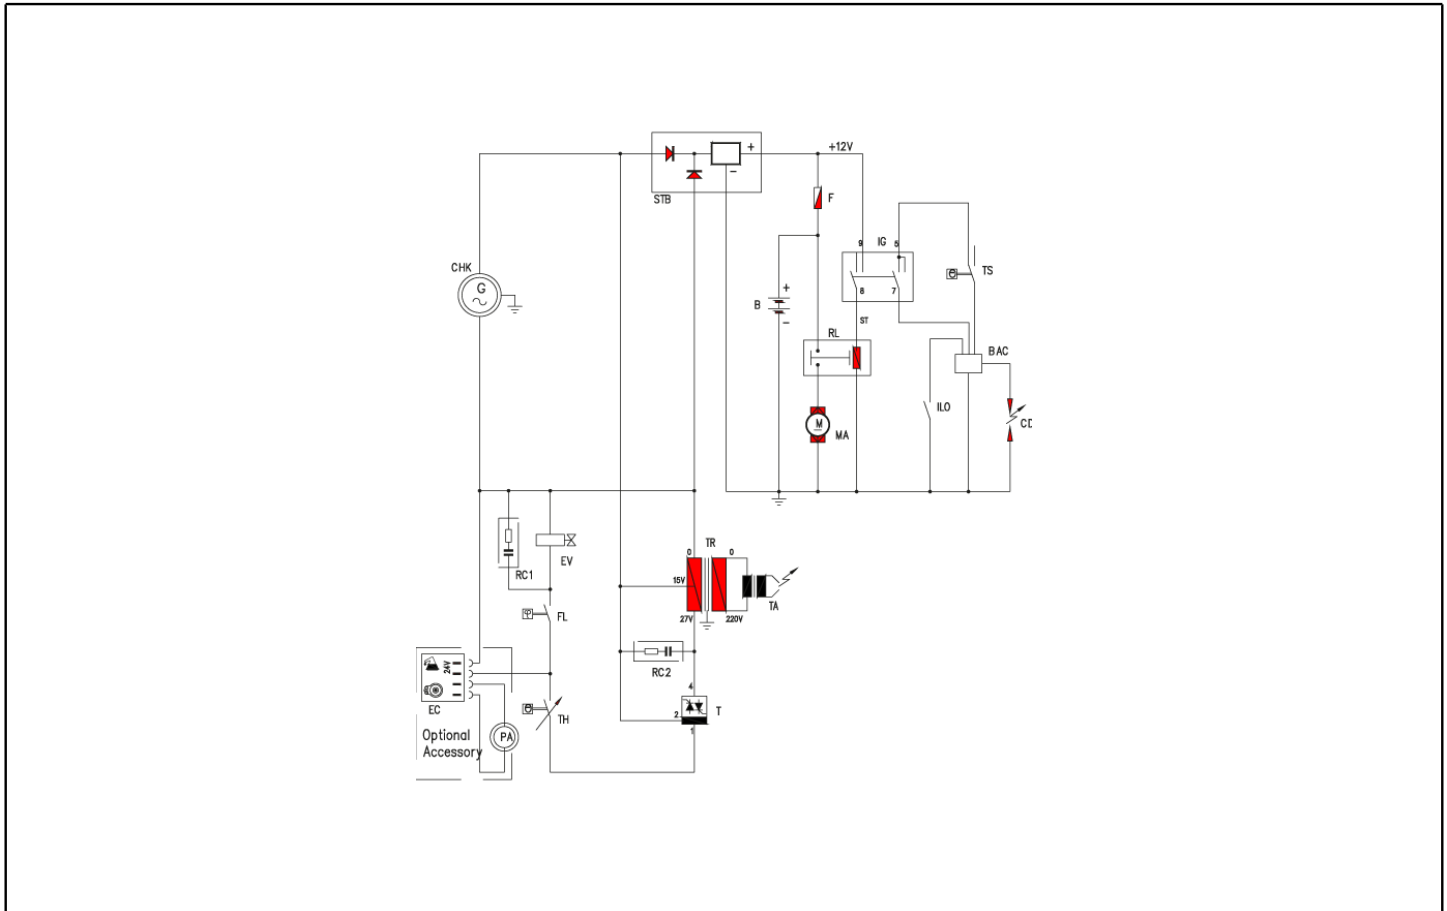 +
+12V
-
STB
F
9
IG
5
CHK
G
TS
+
B
8
7
-
ST
RL
BAC
ILO
M
MA
TR
0
0
EV
RC1
15V
TA
FL
27V
220V
24V
RC2
4
EC
2
T
TH
1
Optional
PA
Accessory